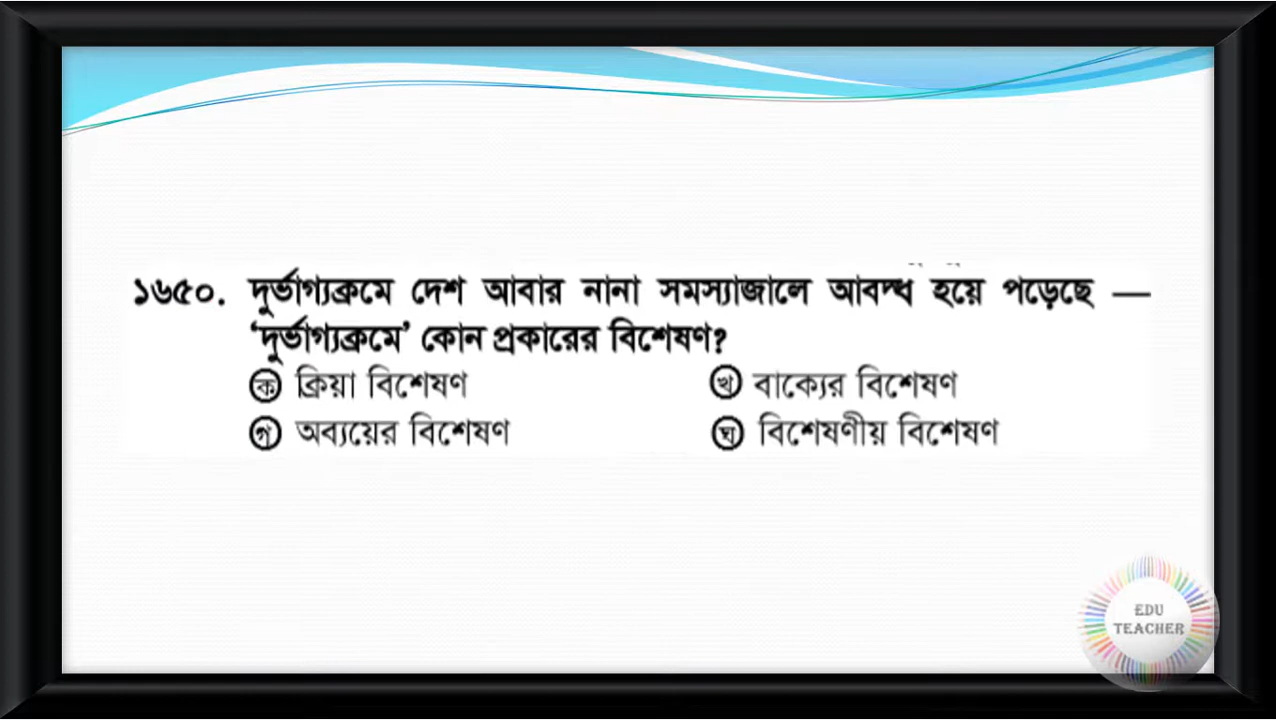 ১৬৫০. দুর্ভাগ্যক্রমে দেশ আবার নানা সমস্যাজালে আবদ্ধ হয়ে পড়েছে —
‘দুর্ভাগ্যক্রমে’ কোন প্রকারের বিশেষণ?
ক ক্রিয়া বিশেষণ খ বাক্যের বিশেষণ
গ অব্যয়ের বিশেষণ ঘ বিশেষণীয় বিশেষণ
EDU
TEACHER